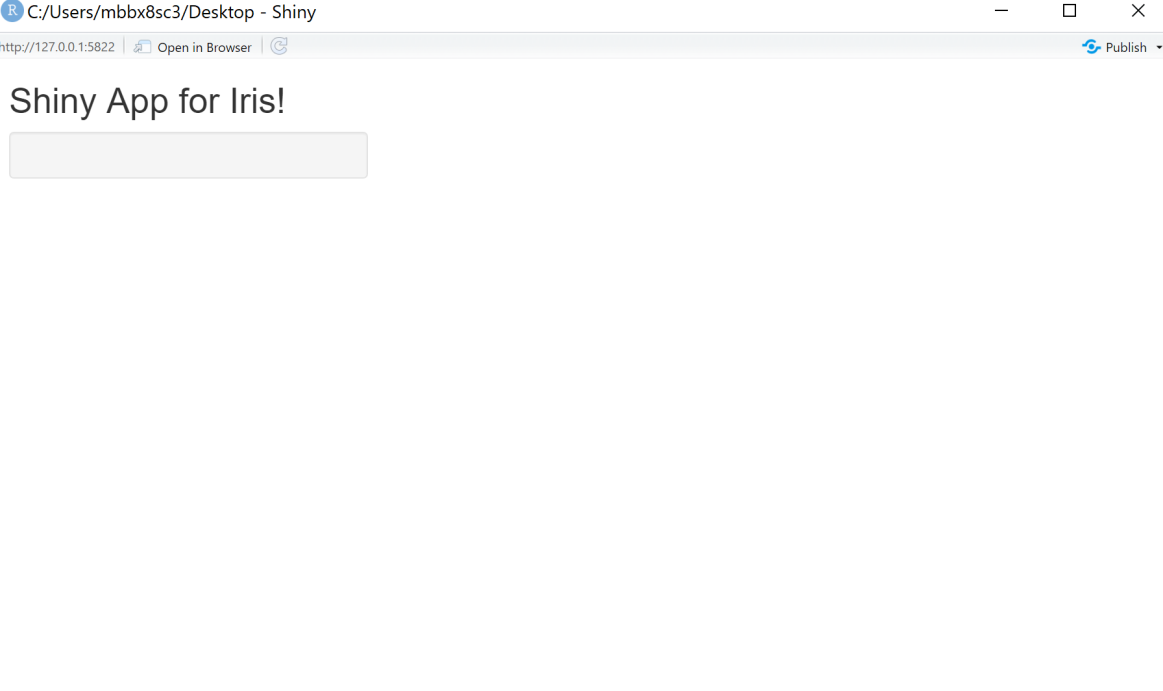 R C:/Users/mbbx8sc3/Desktop - Shiny
http://127.0.0.1:5822 Open in Browser Publish
Shiny App for Iris!